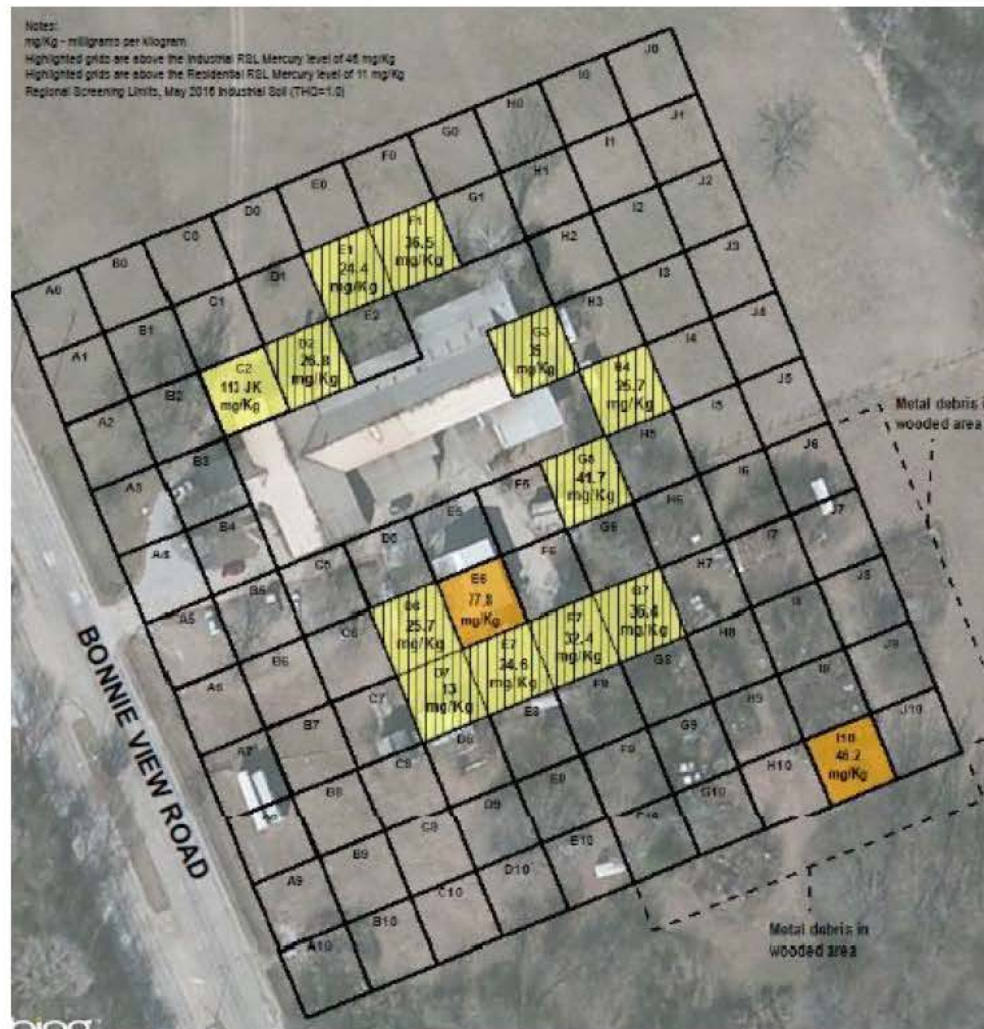 Notes:
mg/Kg - milligrams per kilogram
Highlighted grids are above the Industrial RSL Mercury level of 46 mg/Kg
Highlighted grids are above the Residential RSL Mercury level of 11 mg/Kg
Regional Screening Limits, May 2016 Industrial Soil (THQ=1.0)
J0
I0
H0
G0
F0
E0
D0
C0
B0
A0
J1
I1
H1
G1
F1
36.5
mg/Kg
E1
24.4
mg/Kg
D1
C1
B1
A1
J2
I2
H2
E2
D2
26.8
mg/Kg
C2
113 JK
mg/Kg
B2
A2
J3
I3
H3
G3
mg/Kg
B3
A3
J4
I4
H4
mg/Kg
B4
A4
J5
I5
H5
G5
41.7
mg/Kg
F5
E5
C5
B5
A5
Metal debris in
wooded area
J6
I6
H6
G6
F6
E6
77.8
mg/Kg
D6
25.7
mg/Kg
C6
B6
A6
J7
I7
H7
G7
mg/Kg
F7
32.4
mg/Kg
E7
mg/Kg
D7
13
mg/Kg
C7
B7
A7
J8
H8
G8
F8
E8
C8
B8
J9
I9
H9
G9
F9
E9
D9
C9
B9
A9
J10
I10
46.2
mg/Kg
H10
G10
E10
D10
C10
B10
A10
BONNIE VIEW ROAD
Metal debris in
wooded area
bing